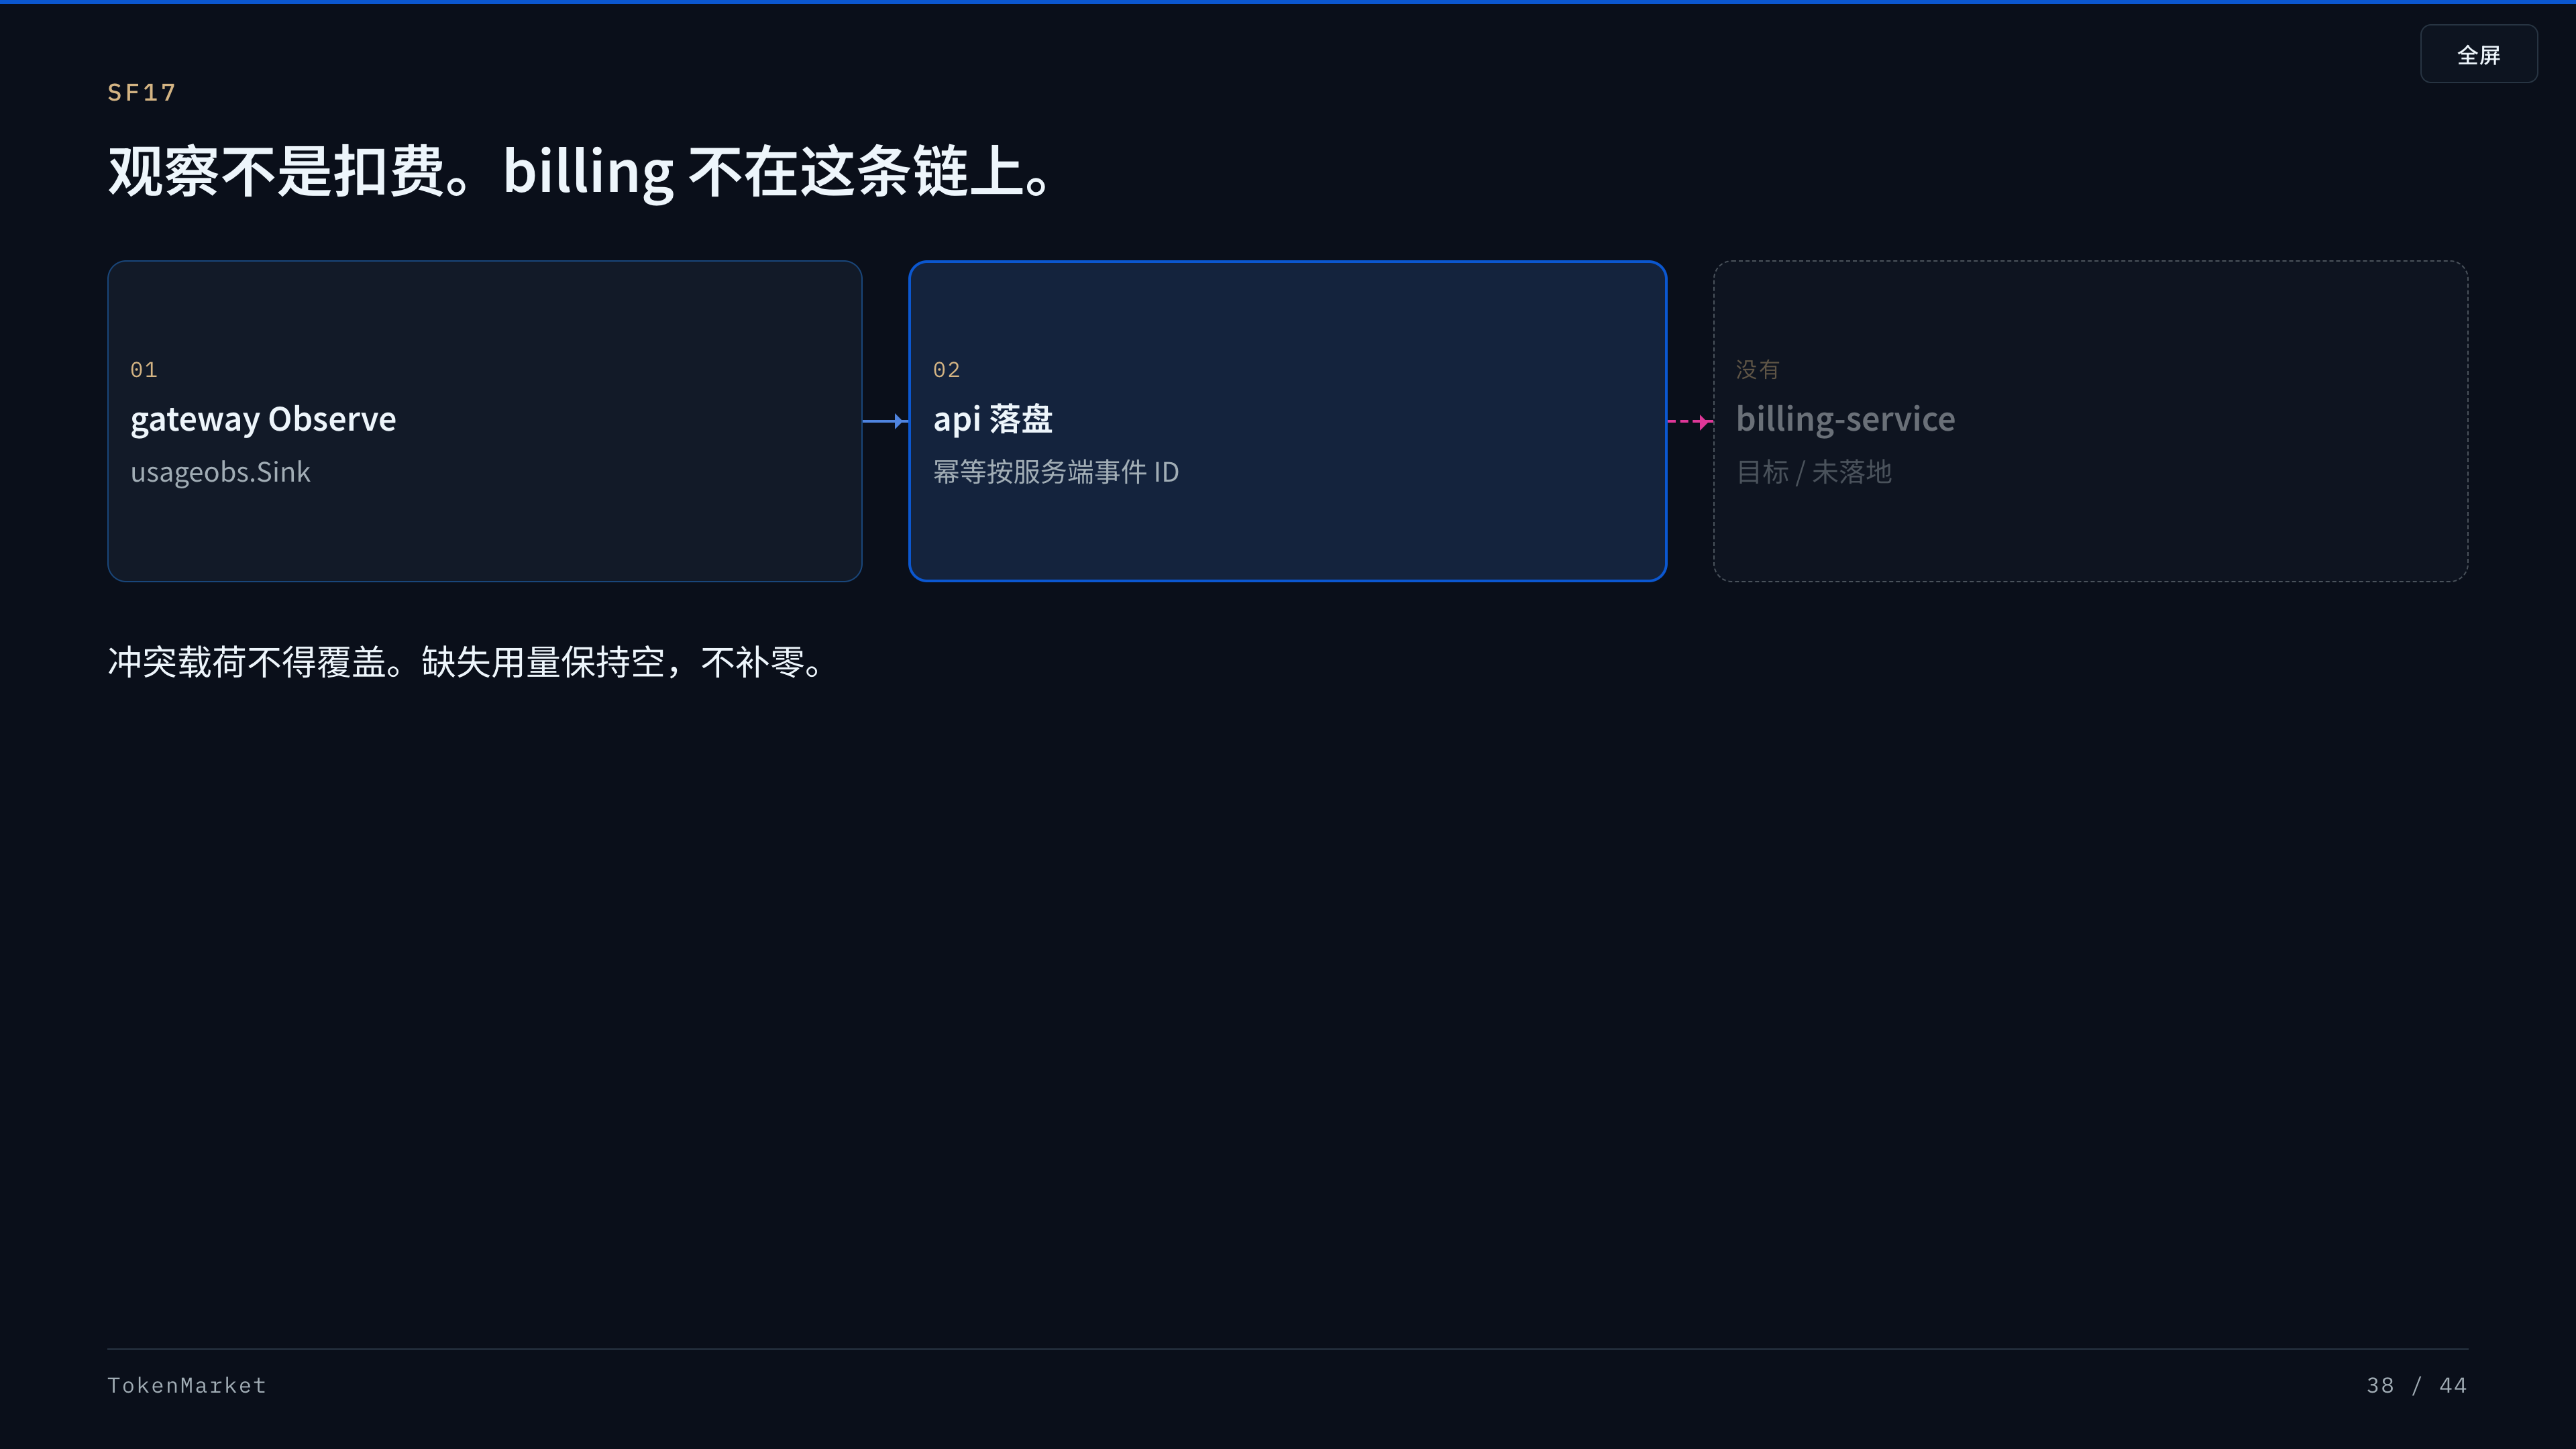 全屏
SF17
观察不是扣费。billing 不在这条链上。
01
gateway Observe
usageobs.Sink
02
api 落盘
幂等按服务端事件 ID
没有
billing-service
目标 / 未落地
冲突载荷不得覆盖。缺失用量保持空，不补零。
TokenMarket
38 / 44